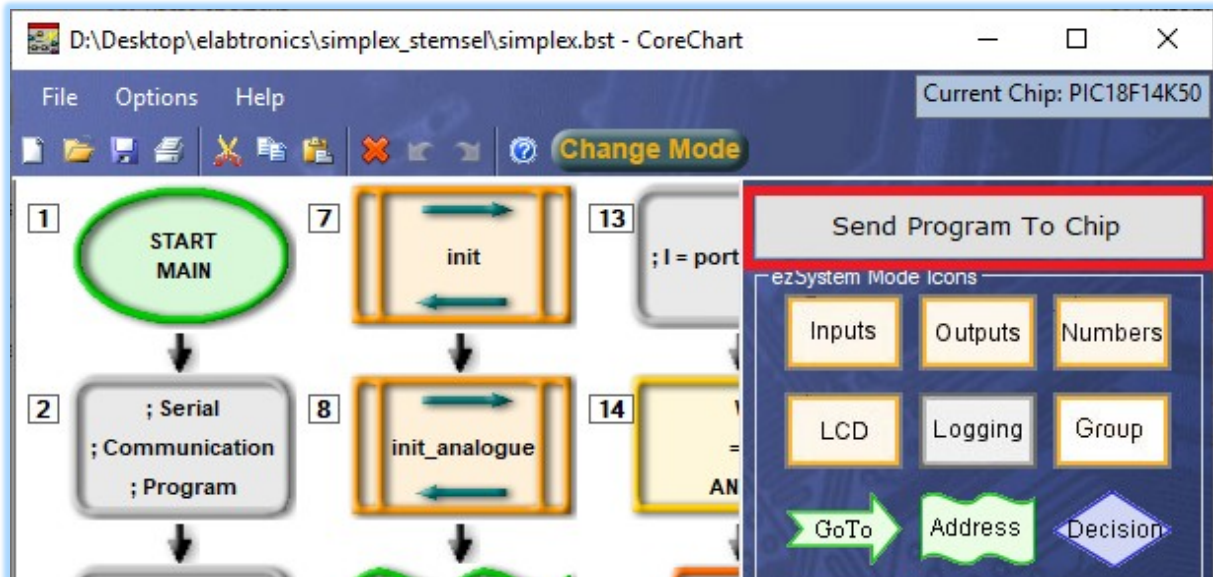 D:\Desktop\elabtronics\simplex_stemsel\simplex.bst - CoreChart
File Options Help
Current Chip: PIC18F14K50
Change Mode
1
START
MAIN
7
init
13
; I = port
Send Program To Chip
ezSystem Mode Icons
Inputs Outputs Numbers
2
; Serial
; Communication
; Program
8
init_analogue
14
=
AN
LCD Logging Group
GoTo Address Decision